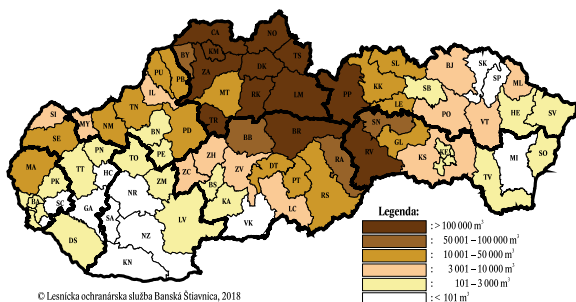 CA
NO
BY
KM
TS
PU
PB
ZA
DK
SL
BJ
SK
SP
IL
MT
RK
LM
PP
KK
SB
ML
TN
LE
HE
SV
SI
MY
NM
TR
SN
PO
VT
SE
BN
PD
BB
BR
GL
PE
ZH
RV
KS
MA
PN
TO
ZC
ZV
DT
RA
MI
SO
TT
HC
ZM
BS
PT
TV
PK
NR
KA
LC
RS
SC
GA
SA
LV
VK
DS
NZ
KN
Legenda:
: > 100 000 m³
: 50 001 – 100 000 m³
: 10 001 – 50 000 m³
: 3 001 – 10 000 m³
: 101 – 3 000 m³
: < 101 m³
© Lesnícka ochranárska služba Banská Štiavnica, 2018